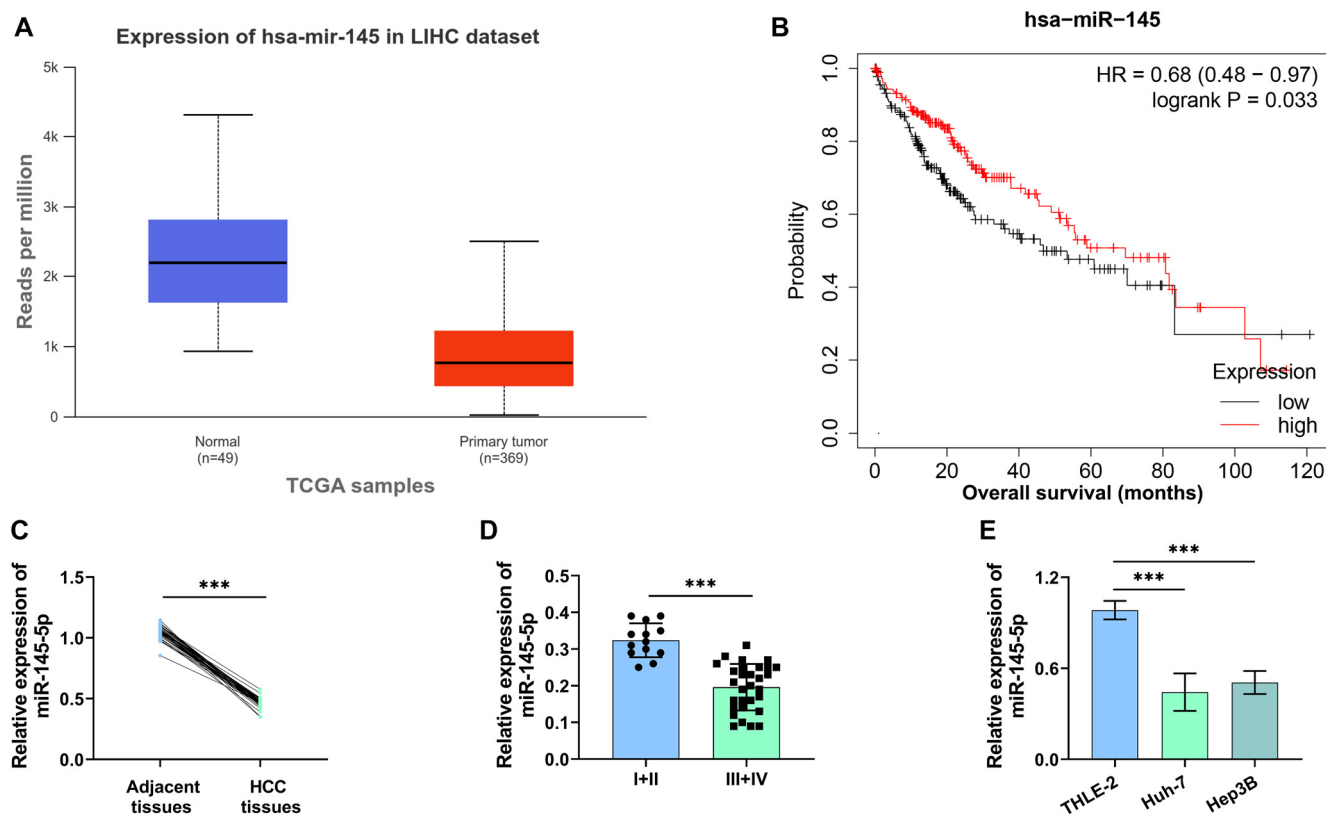 A
Expression of hsa-mir-145 in LIHC dataset
Reads per million
5k
4k
3k
2k
1k
0
Normal
(n=49)
Primary tumor
(n=369)
TCGA samples
B
hsa−miR−145
HR = 0.68 (0.48 − 0.97)
logrank P = 0.033
Probability
1.0
0.8
0.6
0.4
0.2
0.0
Expression
low
high
0 20 40 60 80 100 120
Overall survival (months)
C
Relative expression of
miR-145-5p
1.5
1.0
0.5
0.0
***
Adjacent
tissues
HCC
tissues
D
Relative expression of
miR-145-5p
0.5
0.4
0.3
0.2
0.1
0.0
***
I+II
III+IV
E
Relative expression of
miR-145-5p
1.2
0.6
0.0
***
***
THLE-2
Huh-7
Hep3B